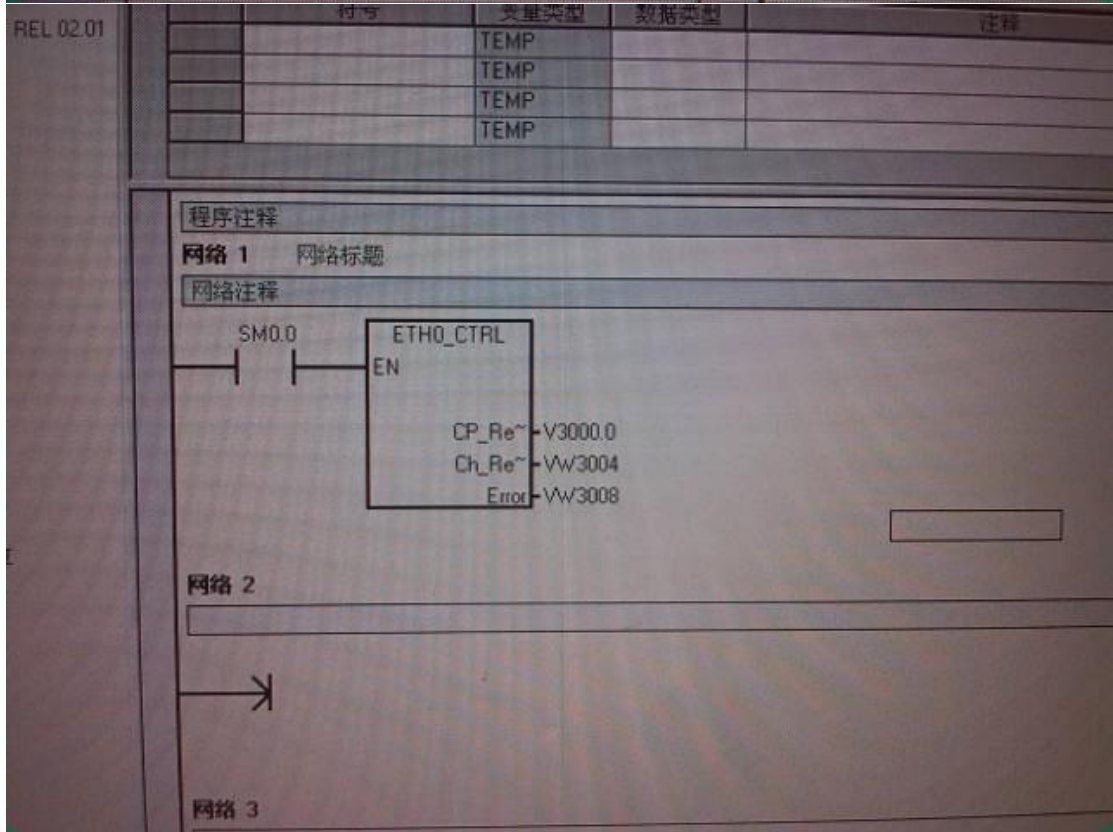 REL 02.01
符号 变量类型 数据类型 注释
TEMP
TEMP
TEMP
TEMP
程序注释
网络 1 网络标题
网络注释
SM0.0 ETH0_CTRL
EN
CP_Re~ V3000.0
Ch_Re~ VW3004
Error VW3008
网络 2
网络 3